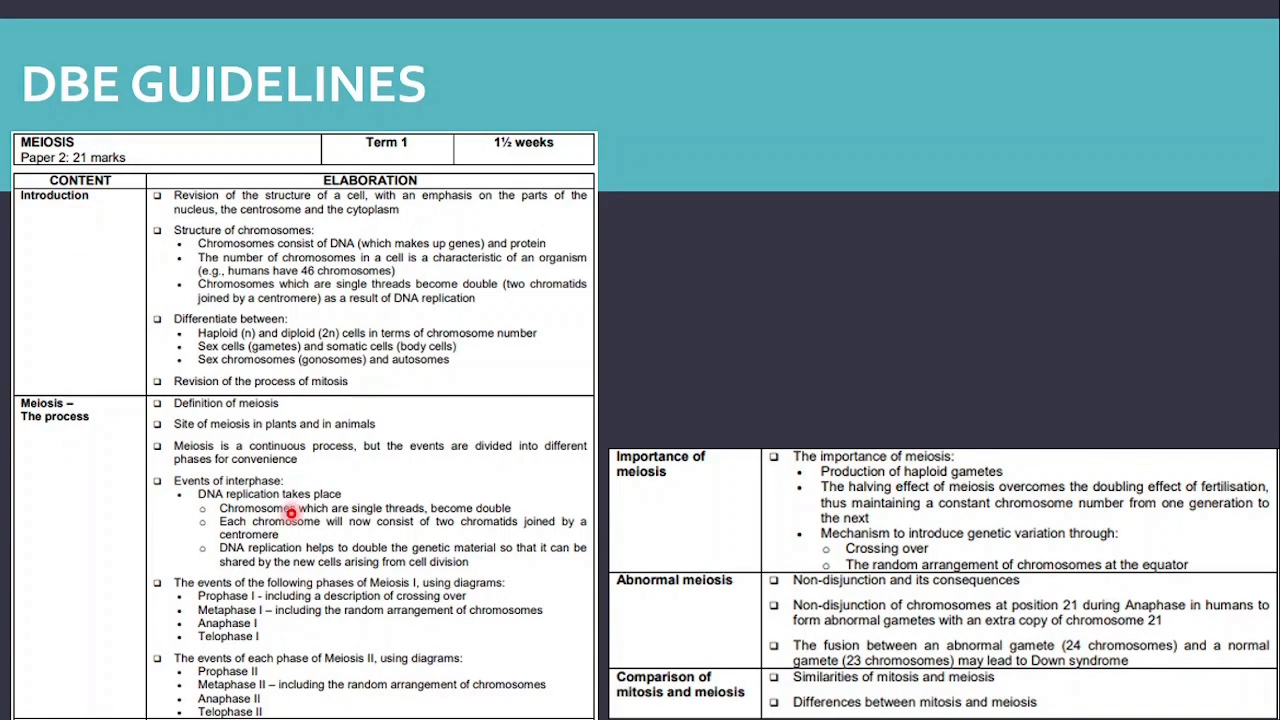 DBE GUIDELINES
MEIOSIS
Paper 2: 21 marks
Term 1
1½ weeks
CONTENT
ELABORATION
Introduction
❑ Revision of the structure of a cell, with an emphasis on the parts of the
nucleus, the centrosome and the cytoplasm
❑ Structure of chromosomes:
• Chromosomes consist of DNA (which makes up genes) and protein
• The number of chromosomes in a cell is a characteristic of an organism
(e.g., humans have 46 chromosomes)
• Chromosomes which are single threads become double (two chromatids
joined by a centromere) as a result of DNA replication
❑ Differentiate between:
• Haploid (n) and diploid (2n) cells in terms of chromosome number
• Sex cells (gametes) and somatic cells (body cells)
• Sex chromosomes (gonosomes) and autosomes
❑ Revision of the process of mitosis
Meiosis –
The process
❑ Definition of meiosis
❑ Site of meiosis in plants and in animals
❑ Meiosis is a continuous process, but the events are divided into different
phases for convenience
❑ Events of interphase:
• DNA replication takes place
o Chromosomes which are single threads, become double
o Each chromosome will now consist of two chromatids joined by a
centromere
o DNA replication helps to double the genetic material so that it can be
shared by the new cells arising from cell division
❑ The events of the following phases of Meiosis I, using diagrams:
• Prophase I - including a description of crossing over
• Metaphase I – including the random arrangement of chromosomes
• Anaphase I
• Telophase I
❑ The events of each phase of Meiosis II, using diagrams:
• Prophase II
• Metaphase II – including the random arrangement of chromosomes
• Anaphase II
• Telophase II
Importance of
meiosis
❑ The importance of meiosis:
• Production of haploid gametes
• The halving effect of meiosis overcomes the doubling effect of fertilisation,
thus maintaining a constant chromosome number from one generation to
the next
• Mechanism to introduce genetic variation through:
o Crossing over
o The random arrangement of chromosomes at the equator
Abnormal meiosis
❑ Non-disjunction and its consequences
❑ Non-disjunction of chromosomes at position 21 during Anaphase in humans to
form abnormal gametes with an extra copy of chromosome 21
❑ The fusion between an abnormal gamete (24 chromosomes) and a normal
gamete (23 chromosomes) may lead to Down syndrome
Comparison of
mitosis and meiosis
❑ Similarities of mitosis and meiosis
❑ Differences between mitosis and meiosis